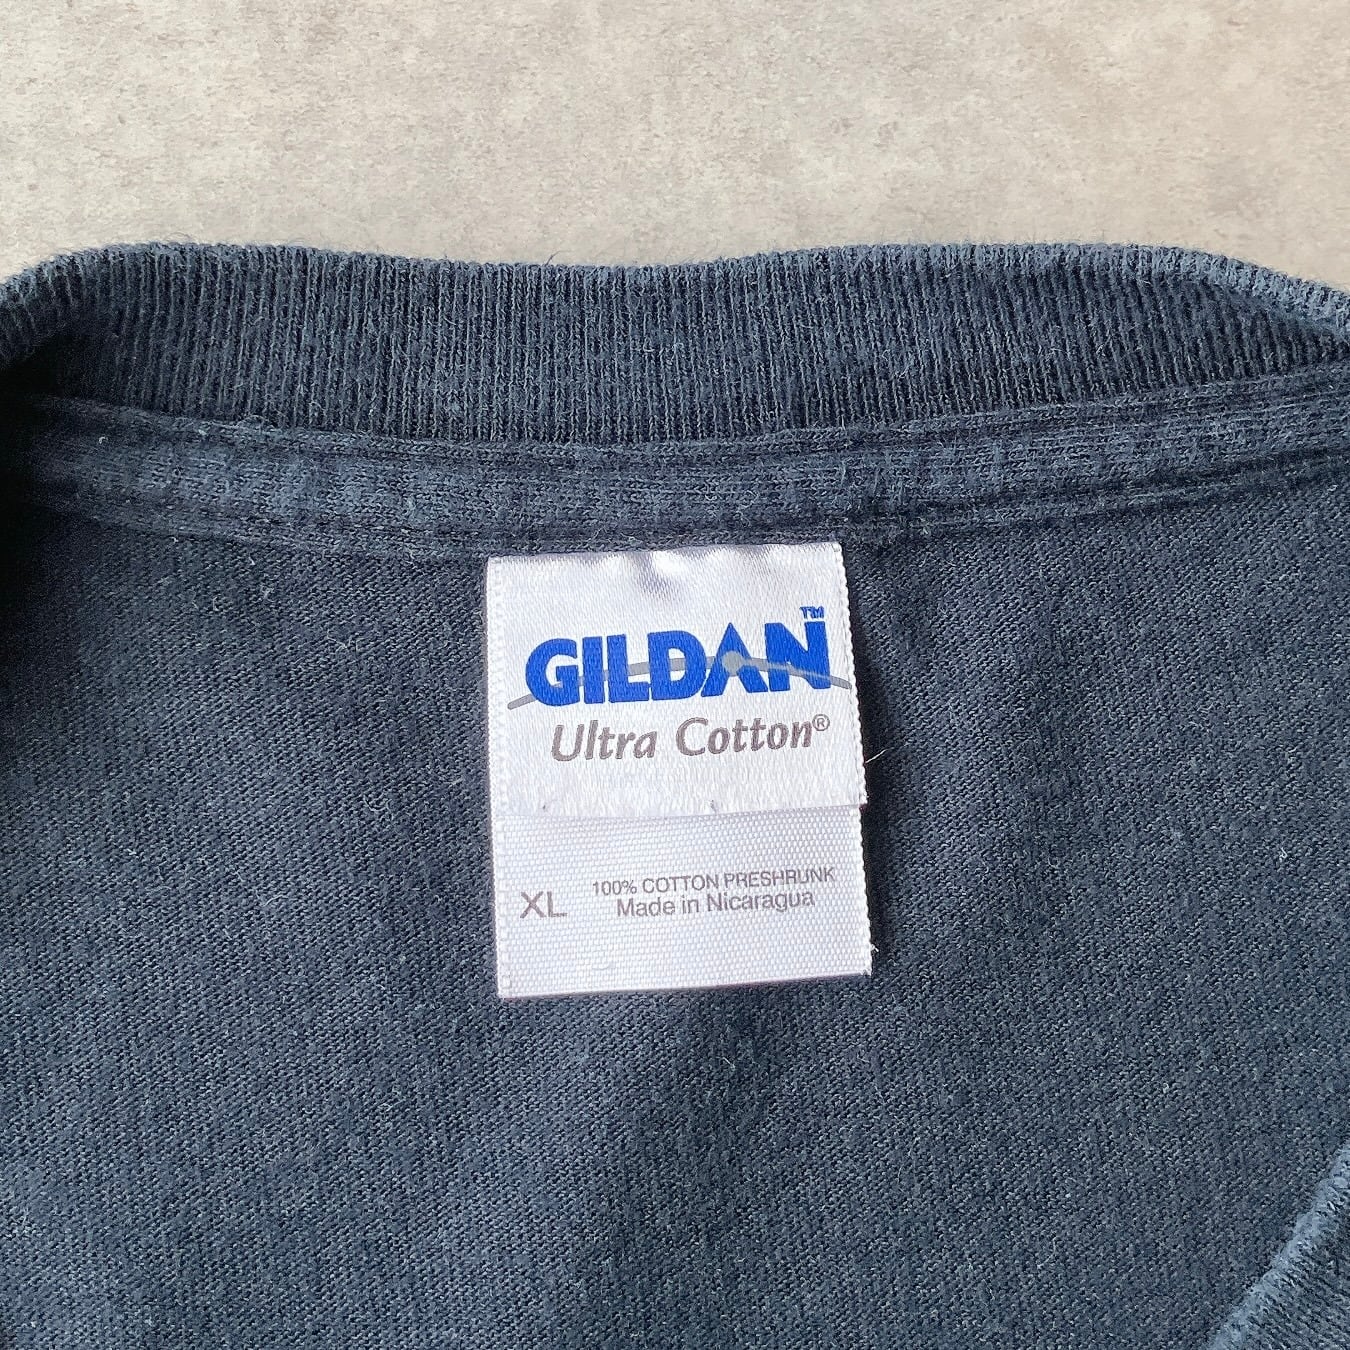 GILDAN™
Ultra Cotton®
XL
100% COTTON PRESHRUNK
Made in Nicaragua